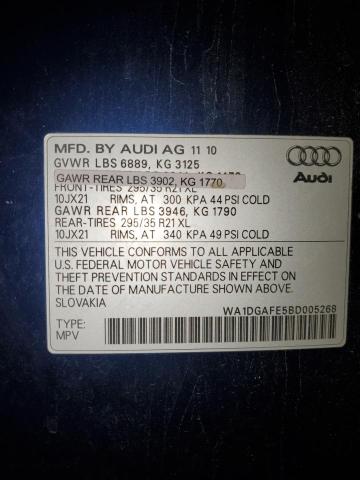 MFD. BY AUDI AG 11 10
GVWR LBS 6889, KG 3125
GAWR REAR LBS 3902, KG 1770
FRONT-TIRES 295/35 R21 XL
10JX21 RIMS, AT 300 KPA 44 PSI COLD
GAWR REAR LBS 3946, KG 1790
REAR-TIRES 295/35 R21 XL
10JX21 RIMS, AT 340 KPA 49 PSI COLD
THIS VEHICLE CONFORMS TO ALL APPLICABLE
U.S. FEDERAL MOTOR VEHICLE SAFETY AND
THEFT PREVENTION STANDARDS IN EFFECT ON
THE DATE OF MANUFACTURE SHOWN ABOVE.
SLOVAKIA
WA1DGAFE5BD005268
TYPE:
MPV
Audi